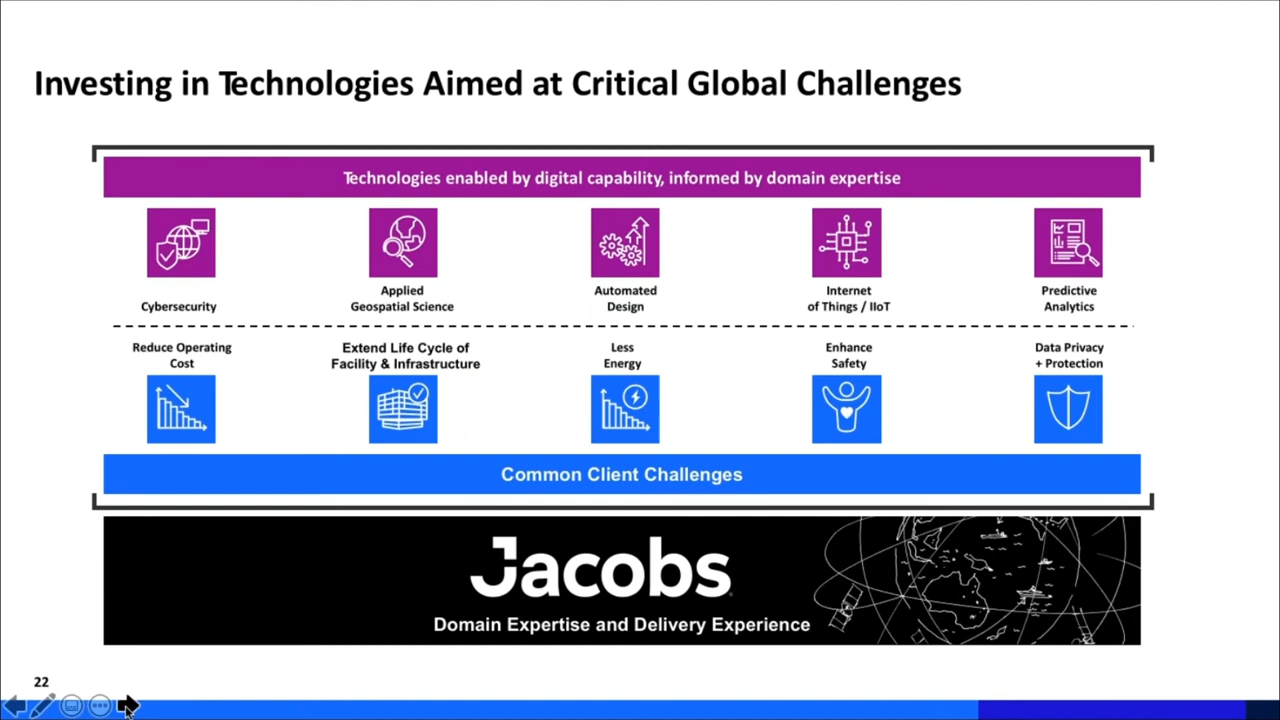 Investing in Technologies Aimed at Critical Global Challenges
Technologies enabled by digital capability, informed by domain expertise
Cybersecurity
Applied
Geospatial Science
Automated
Design
Internet
of Things / IIoT
Predictive
Analytics
Reduce Operating
Cost
Extend Life Cycle of
Facility & Infrastructure
Less
Energy
Enhance
Safety
Data Privacy
+ Protection
Common Client Challenges
Jacobs
Domain Expertise and Delivery Experience
22